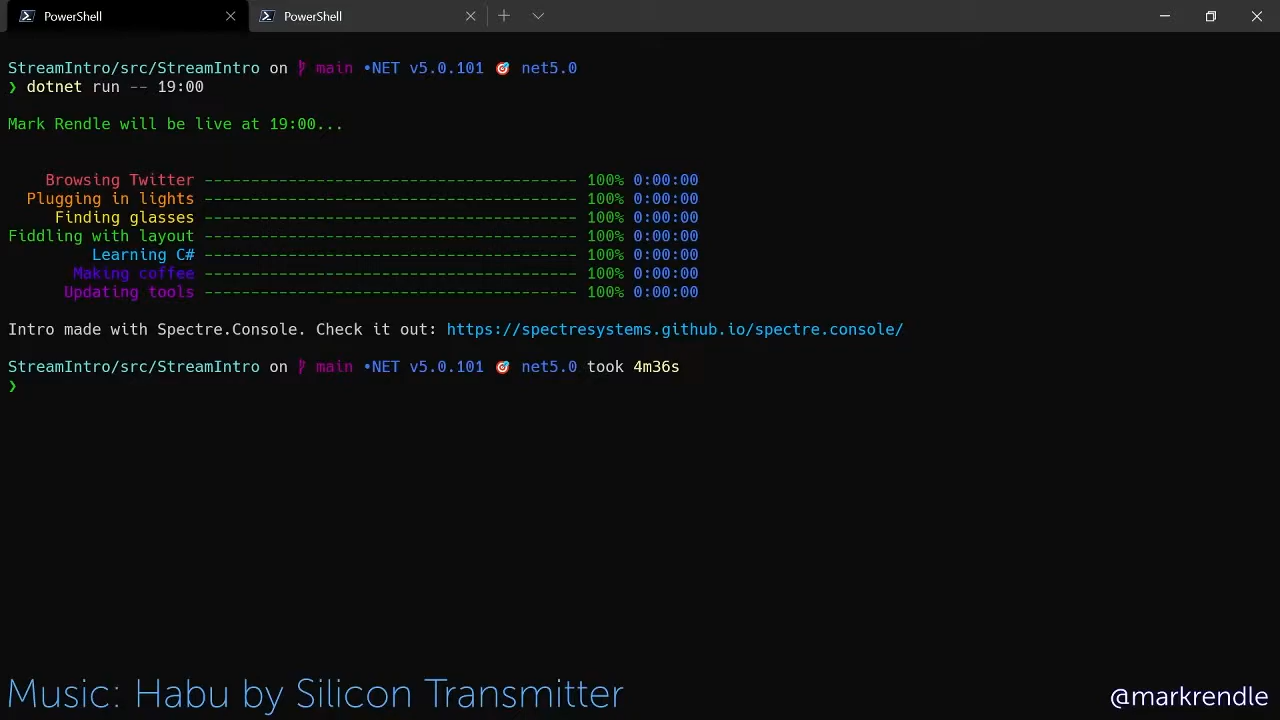 PowerShell PowerShell
StreamIntro/src/StreamIntro on main •NET v5.0.101 🎯 net5.0
❯ dotnet run -- 19:00
Mark Rendle will be live at 19:00...
Browsing Twitter ---------------------------------------- 100% 0:00:00
Plugging in lights ---------------------------------------- 100% 0:00:00
Finding glasses ---------------------------------------- 100% 0:00:00
Fiddling with layout ---------------------------------------- 100% 0:00:00
Learning C# ---------------------------------------- 100% 0:00:00
Making coffee ---------------------------------------- 100% 0:00:00
Updating tools ---------------------------------------- 100% 0:00:00
Intro made with Spectre.Console. Check it out: https://spectresystems.github.io/spectre.console/
StreamIntro/src/StreamIntro on main •NET v5.0.101 🎯 net5.0 took 4m36s
❯
Music: Habu by Silicon Transmitter
@markrendle